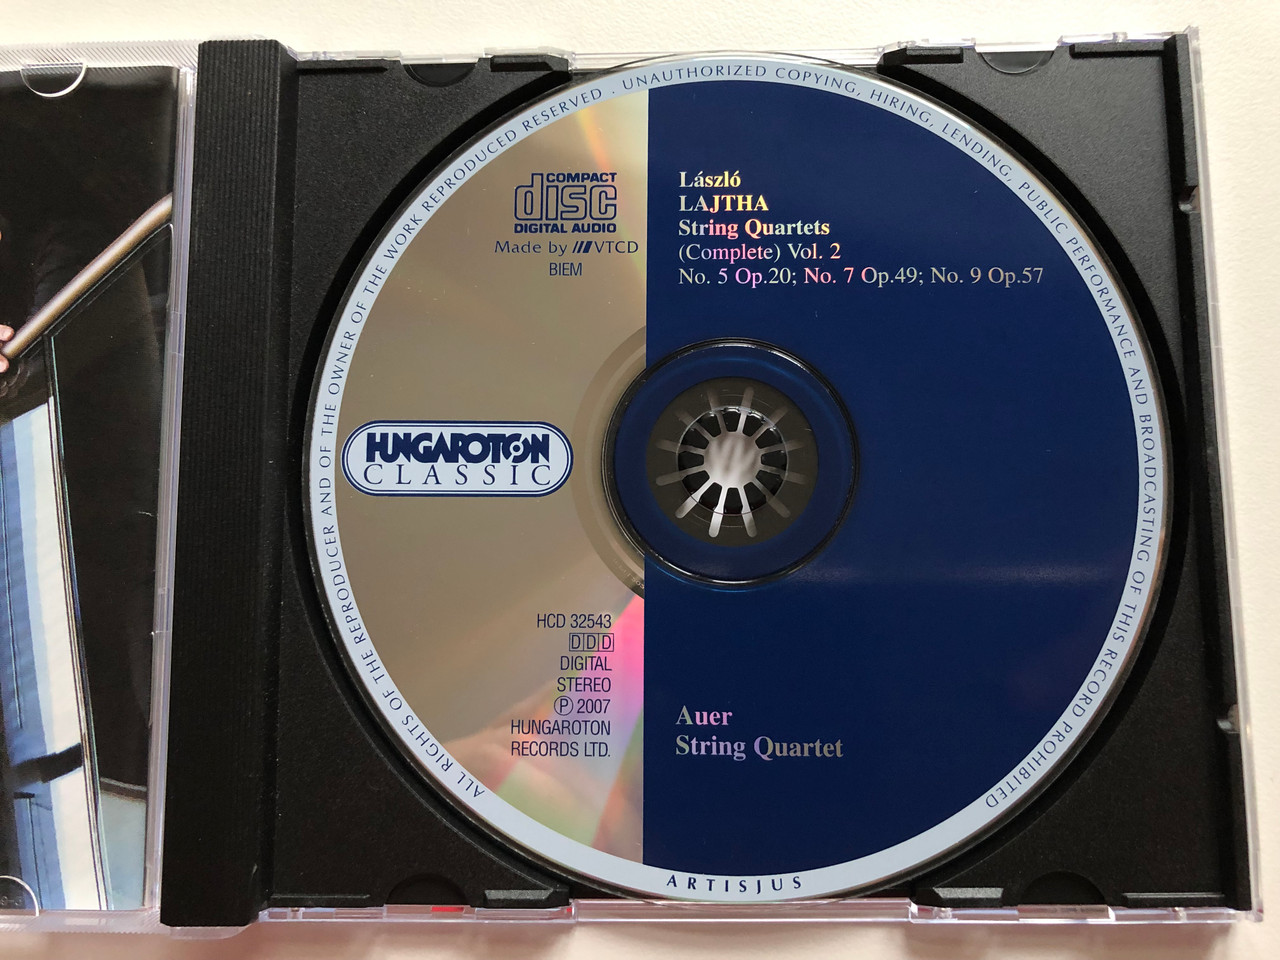 ALL RIGHTS OF THE REPRODUCER AND OF THE OWNER OF THE WORK REPRODUCED RESERVED · UNAUTHORIZED COPYING, HIRING, LENDING, PUBLIC PERFORMANCE AND BROADCASTING OF THIS RECORD PROHIBITED
COMPACT
disc
DIGITAL AUDIO
Made by VTCD
BIEM
László
LAJTHA
String Quartets
(Complete) Vol. 2
No. 5 Op.20; No. 7 Op.49; No. 9 Op.57
HUNGAROTON
CLASSIC
HCD 32543
DDD
DIGITAL
STEREO
℗ 2007
HUNGAROTON
RECORDS LTD.
Auer
String Quartet
ARTISJUS